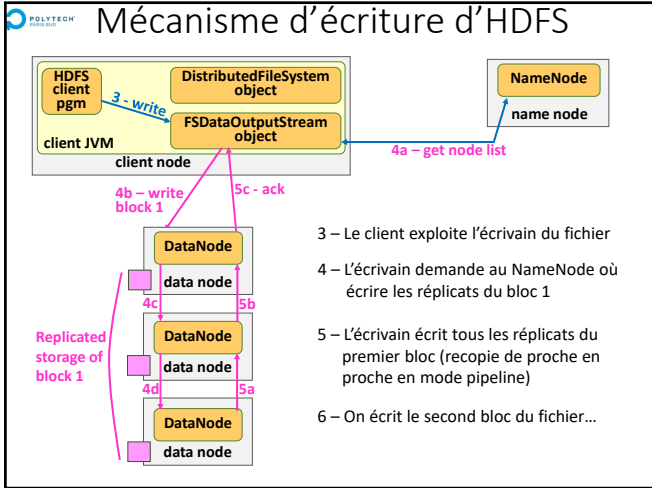 POLYTECH'
PARIS-SUD
Mécanisme d'écriture d'HDFS
HDFS
client
pgm
DistributedFileSystem
object
3 - write
FSDataOutputStream
object
client JVM
client node
NameNode
name node
4a – get node list
4b – write
block 1
5c - ack
DataNode
data node
4c
5b
DataNode
data node
4d
5a
DataNode
data node
Replicated
storage of
block 1
3 – Le client exploite l'écrivain du fichier
4 – L'écrivain demande au NameNode où
écrire les réplicats du bloc 1
5 – L'écrivain écrit tous les réplicats du
premier bloc (recopie de proche en
proche en mode pipeline)
6 – On écrit le second bloc du fichier…